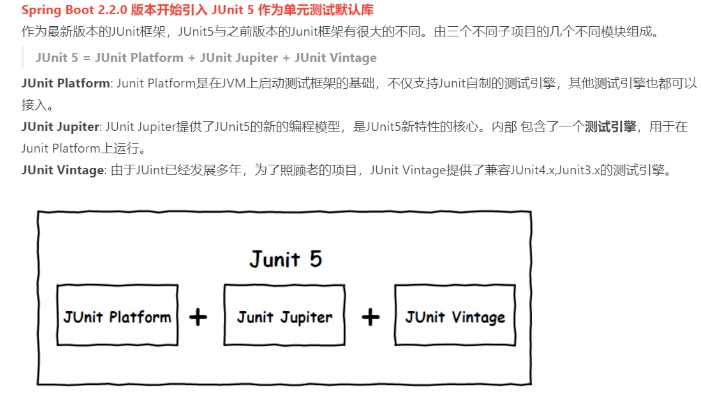 Spring Boot 2.2.0 版本开始引入 JUnit 5 作为单元测试默认库
作为最新版本的JUnit框架，JUnit5与之前版本的Junit框架有很大的不同。由三个不同子项目的几个不同模块组成。
JUnit 5 = JUnit Platform + JUnit Jupiter + JUnit Vintage
JUnit Platform: Junit Platform是在JVM上启动测试框架的基础，不仅支持Junit自制的测试引擎，其他测试引擎也都可以
接入。
JUnit Jupiter: JUnit Jupiter提供了JUnit5的新的编程模型，是JUnit5新特性的核心。内部 包含了一个测试引擎，用于在
Junit Platform上运行。
JUnit Vintage: 由于JUint已经发展多年，为了照顾老的项目，JUnit Vintage提供了兼容JUnit4.x,Junit3.x的测试引擎。
Junit 5
JUnit Platform + Junit Jupiter + JUnit Vintage